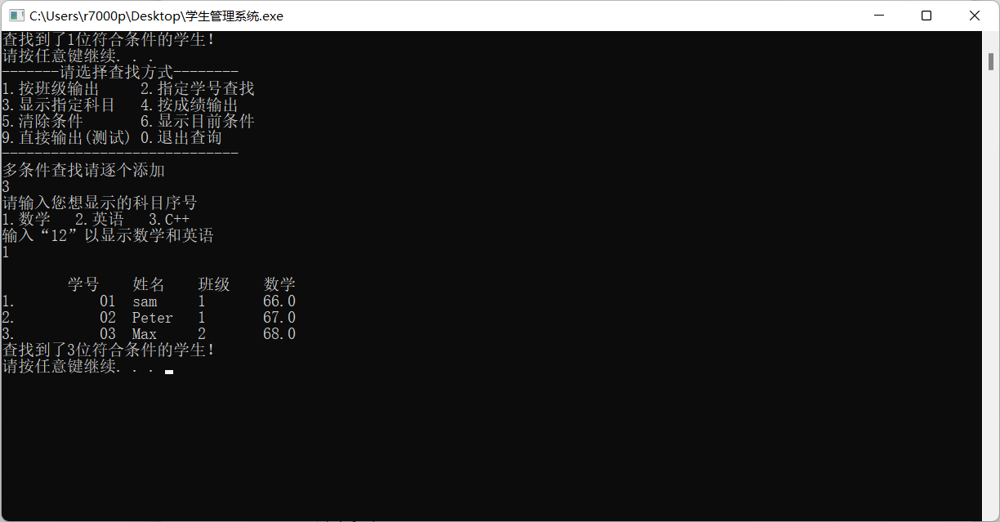 C:\Users\r7000p\Desktop\学生管理系统.exe
查找到了1位符合条件的学生!
请按任意键继续. . .
-------请选择查找方式--------
1.按班级输出     2.指定学号查找
3.显示指定科目   4.按成绩输出
5.清除条件       6.显示目前条件
9.直接输出(测试) 0.退出查询
-----------------------------
多条件查找请逐个添加
3
请输入您想显示的科目序号
1.数学   2.英语   3.C++
输入“12”以显示数学和英语
1
        学号    姓名    班级    数学
1.          01  sam     1       66.0
2.          02  Peter   1       67.0
3.          03  Max     2       68.0
查找到了3位符合条件的学生!
请按任意键继续. . .